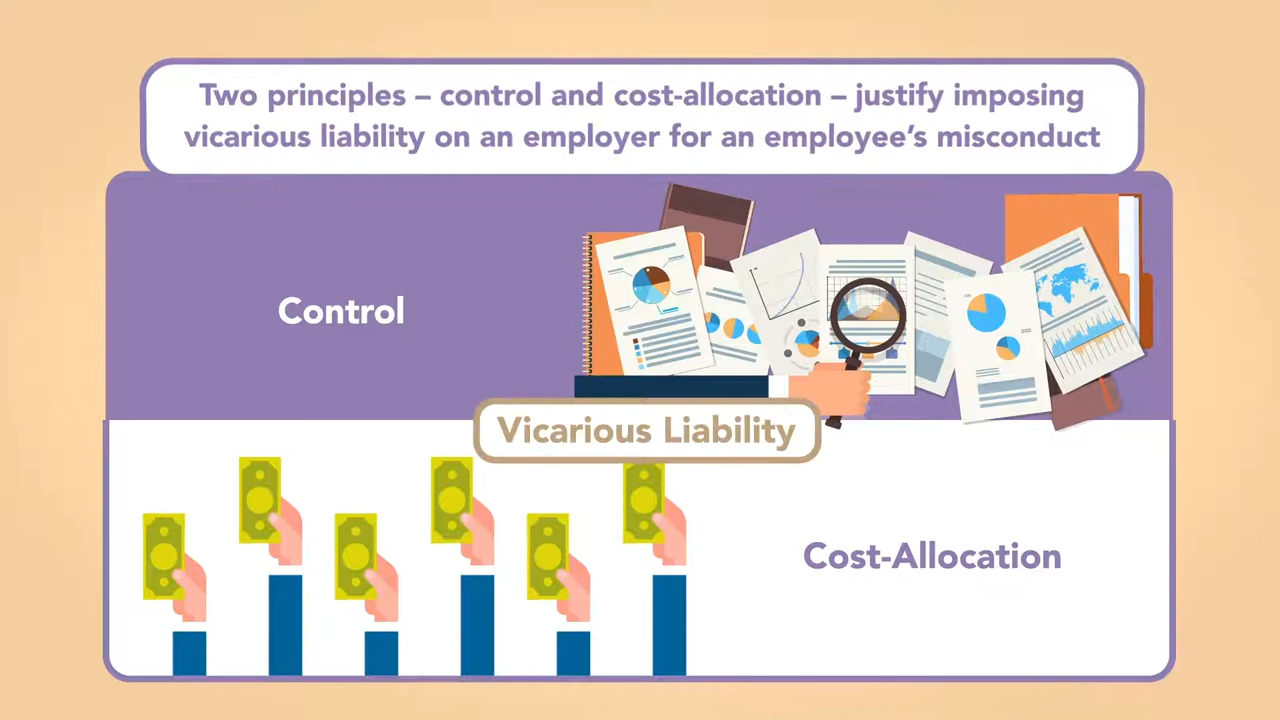 Two principles – control and cost-allocation – justify imposing
vicarious liability on an employer for an employee’s misconduct
Control
Vicarious Liability
Cost-Allocation